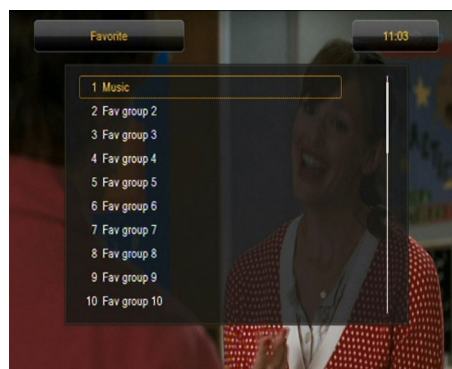 Favorite
11:03
1 Music
2 Fav group 2
3 Fav group 3
4 Fav group 4
5 Fav group 5
6 Fav group 6
7 Fav group 7
8 Fav group 8
9 Fav group 9
10 Fav group 10